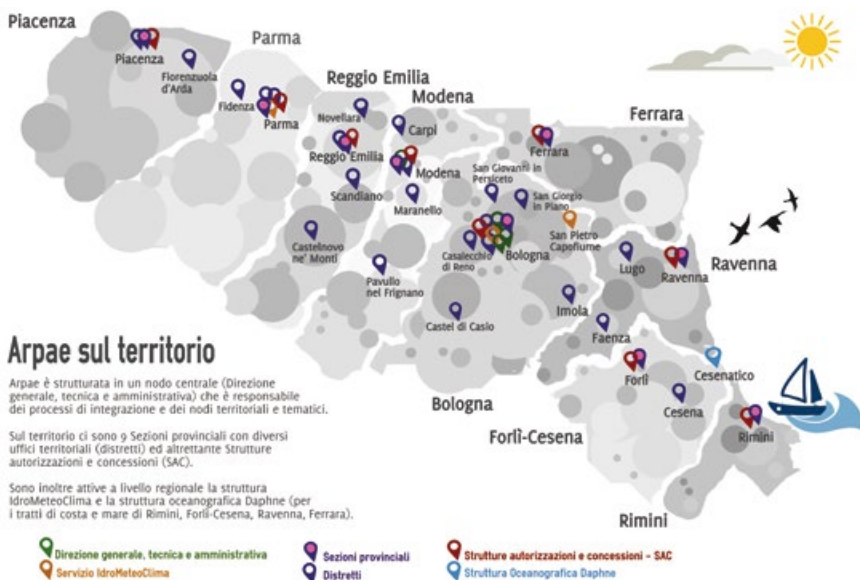 Piacenza
Parma
Reggio Emilia
Modena
Ferrara
Piacenza
Fiorenzuola
d'Arda
Fidenza
Parma
Novellara
Carpi
Reggio Emilia
Modena
Ferrara
San Giovanni in
Persiceto
Scandiano
Maranello
San Giorgio
in Piano
Castelnovo
ne' Monti
Pavullo
nel Frignano
Casalecchio
di Reno
Bologna
San Pietro
Capofiume
Lugo
Ravenna
Ravenna
Castel di Casio
Imola
Faenza
Arpae sul territorio
Arpae è strutturata in un nodo centrale (Direzione
generale, tecnica e amministrativa) che è responsabile
dei processi di integrazione e dei nodi territoriali e tematici.
Sul territorio ci sono 9 Sezioni provinciali con diversi
uffici territoriali (distretti) ed altrettante Strutture
autorizzazioni e concessioni (SAC).
Sono inoltre attive a livello regionale la struttura
IdroMeteoClima e la struttura oceanografica Daphne (per
i tratti di costa e mare di Rimini, Forlì-Cesena, Ravenna, Ferrara).
Bologna
Forlì
Cesenatico
Cesena
Forlì-Cesena
Rimini
Rimini
Direzione generale, tecnica e amministrativa
Sezioni provinciali
Strutture autorizzazioni e concessioni - SAC
Servizio IdroMeteoClima
Distretti
Struttura Oceanografica Daphne